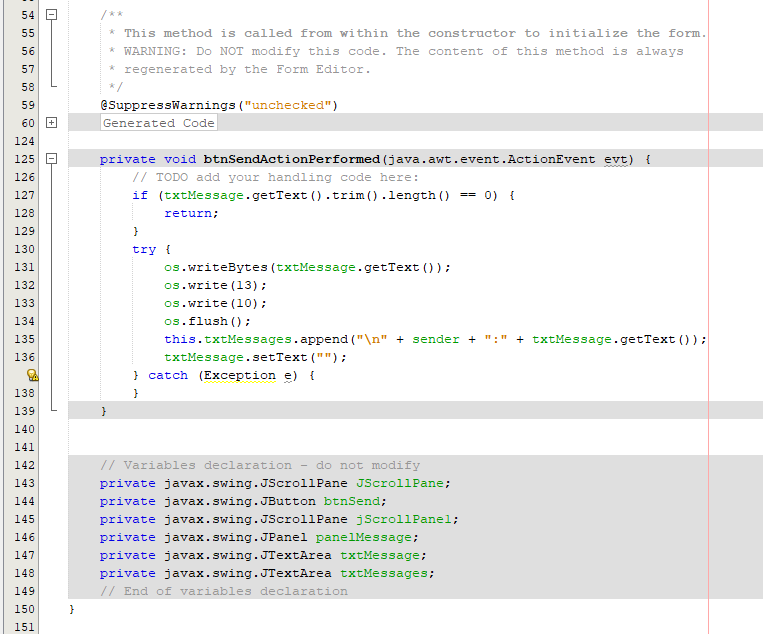 54 /**
55 * This method is called from within the constructor to initialize the form.
56 * WARNING: Do NOT modify this code. The content of this method is always
57 * regenerated by the Form Editor.
58 */
59 @SuppressWarnings("unchecked")
60 Generated Code
124
125 private void btnSendActionPerformed(java.awt.event.ActionEvent evt) {
126 // TODO add your handling code here:
127 if (txtMessage.getText().trim().length() == 0) {
128 return;
129 }
130 try {
131 os.writeBytes(txtMessage.getText());
132 os.write(13);
133 os.write(10);
134 os.flush();
135 this.txtMessages.append("\n" + sender + ":" + txtMessage.getText());
136 txtMessage.setText("");
} catch (Exception e) {
138 }
139 }
140
141
142 // Variables declaration - do not modify
143 private javax.swing.JScrollPane JScrollPane;
144 private javax.swing.JButton btnSend;
145 private javax.swing.JScrollPane jScrollPane1;
146 private javax.swing.JPanel panelMessage;
147 private javax.swing.JTextArea txtMessage;
148 private javax.swing.JTextArea txtMessages;
149 // End of variables declaration
150 }
151